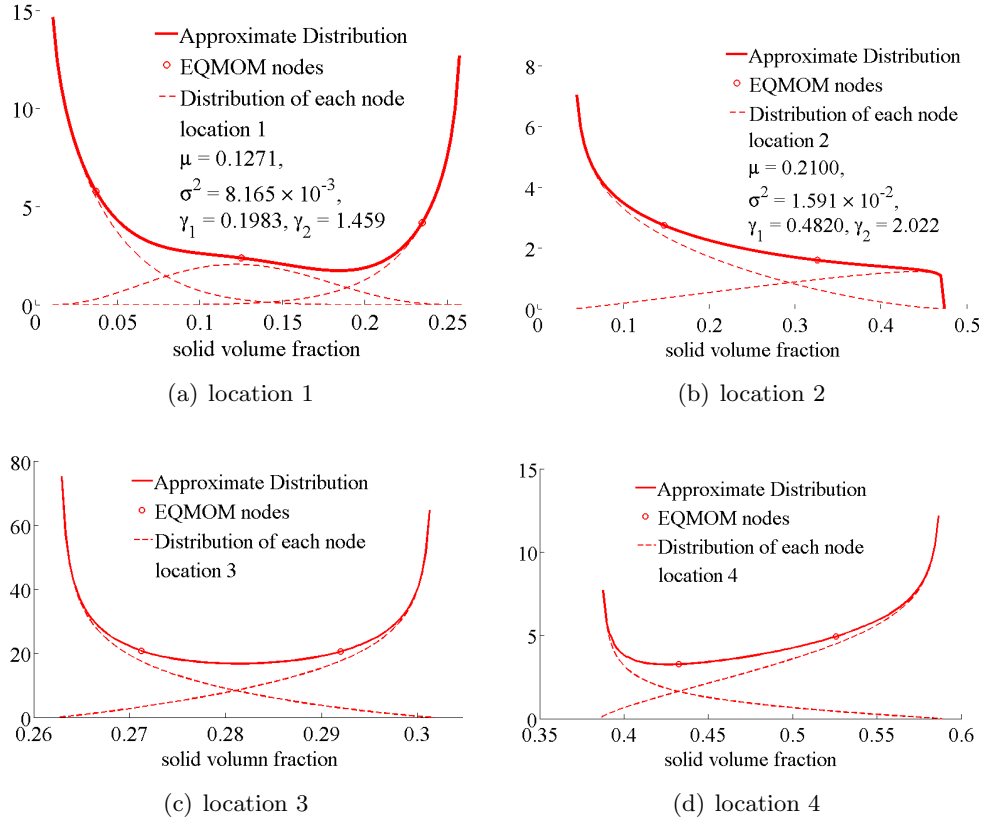 15
10
5
0
Approximate Distribution
EQMOM nodes
Distribution of each node
location 1
μ = 0.1271,
σ² = 8.165 × 10⁻³,
γ₁ = 0.1983, γ₂ = 1.459
0 0.05 0.1 0.15 0.2 0.25
solid volume fraction
(a) location 1
8
6
4
2
0
Approximate Distribution
EQMOM nodes
Distribution of each node
location 2
μ = 0.2100,
σ² = 1.591 × 10⁻²,
γ₁ = 0.4820, γ₂ = 2.022
0 0.1 0.2 0.3 0.4 0.5
solid volume fraction
(b) location 2
80
60
40
20
0
Approximate Distribution
EQMOM nodes
Distribution of each node
location 3
0.26 0.27 0.28 0.29 0.3
solid volumn fraction
(c) location 3
15
10
5
0
Approximate Distribution
EQMOM nodes
Distribution of each node
location 4
0.35 0.4 0.45 0.5 0.55 0.6
solid volume fraction
(d) location 4